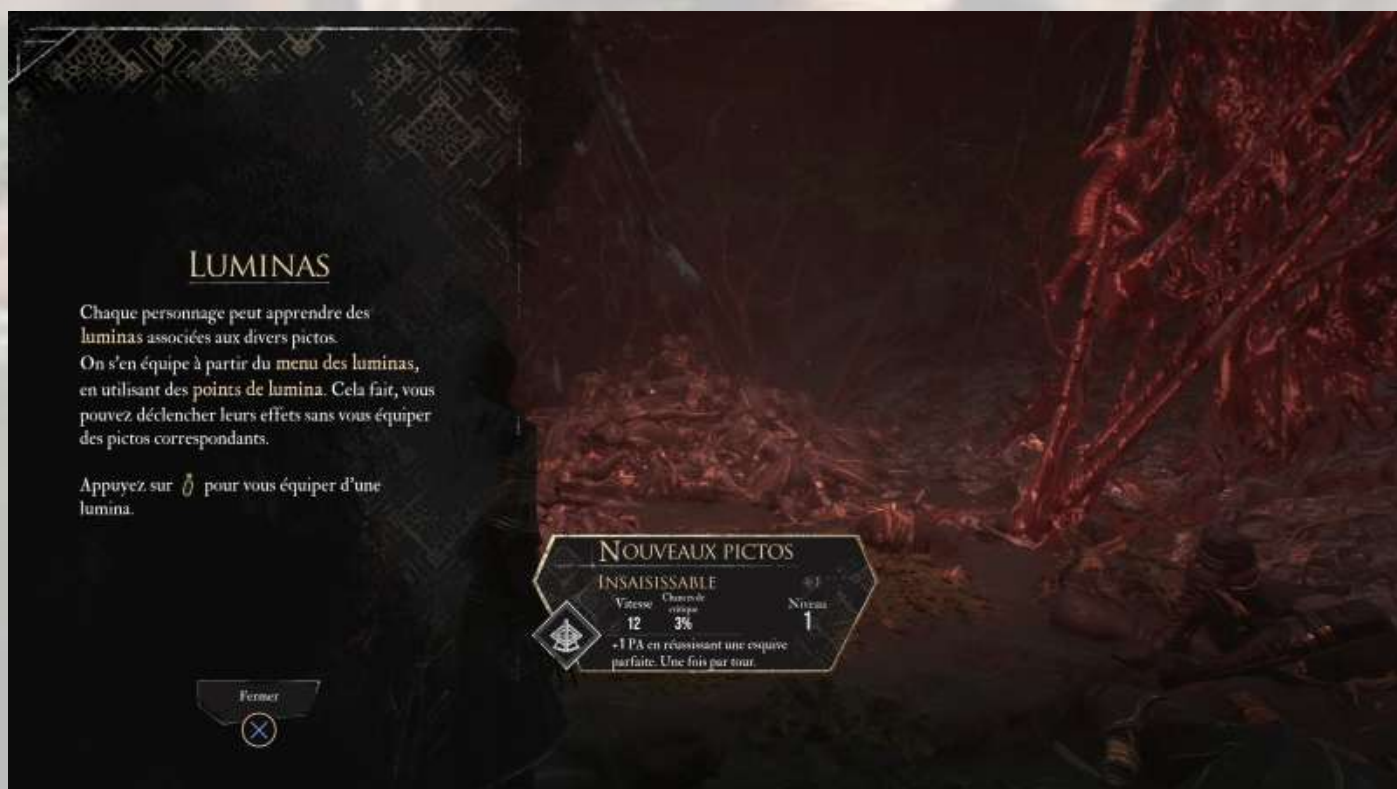 LUMINAS
Chaque personnage peut apprendre des
luminas associées aux divers pictos.
On s'en équipe à partir du menu des luminas,
en utilisant des points de lumina. Cela fait, vous
pouvez déclencher leurs effets sans vous équiper
des pictos correspondants.
Appuyez sur pour vous équiper d'une
lumina.
NOUVEAUX PICTOS
INSAISISSABLE
Vitesse
Chances de
critique
Niveau
12
3%
1
+1 PA en réussissant une esquive
parfaite. Une fois par tour.
Fermer